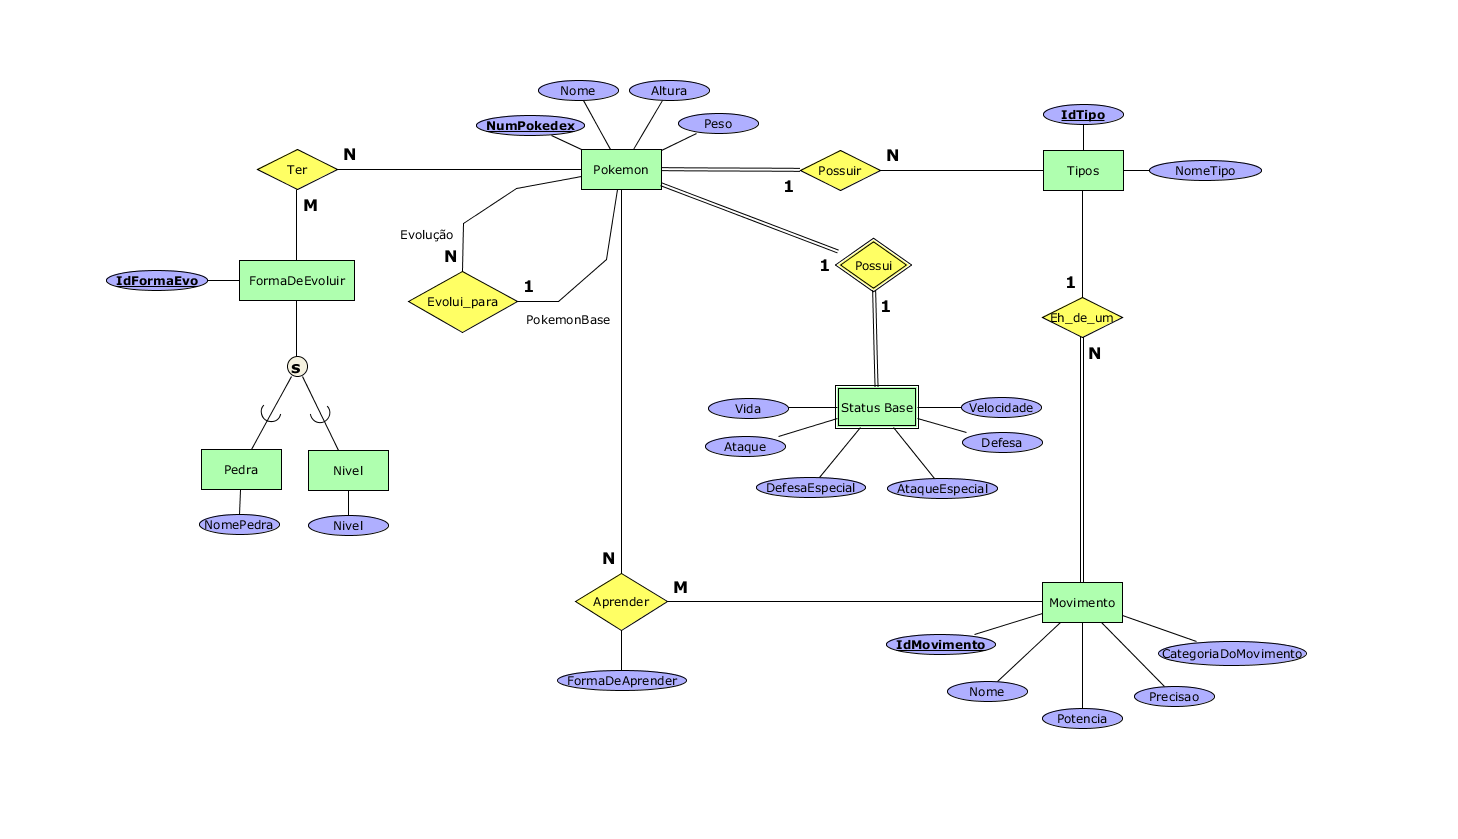 Nome
Altura
NumPokedex
Peso
IdTipo
Ter
N
Pokemon
1
Possuir
N
Tipos
NomeTipo
M
Evolução
N
1
Evolui_para
PokemonBase
IdFormaEvo
FormaDeEvoluir
1
Possui
1
1
Eh_de_um
N
s
Pedra
Nivel
NomePedra
Nivel
Vida
Status Base
Velocidade
Ataque
Defesa
DefesaEspecial
AtaqueEspecial
N
Aprender
M
Movimento
FormaDeAprender
IdMovimento
CategoriaDoMovimento
Nome
Precisao
Potencia